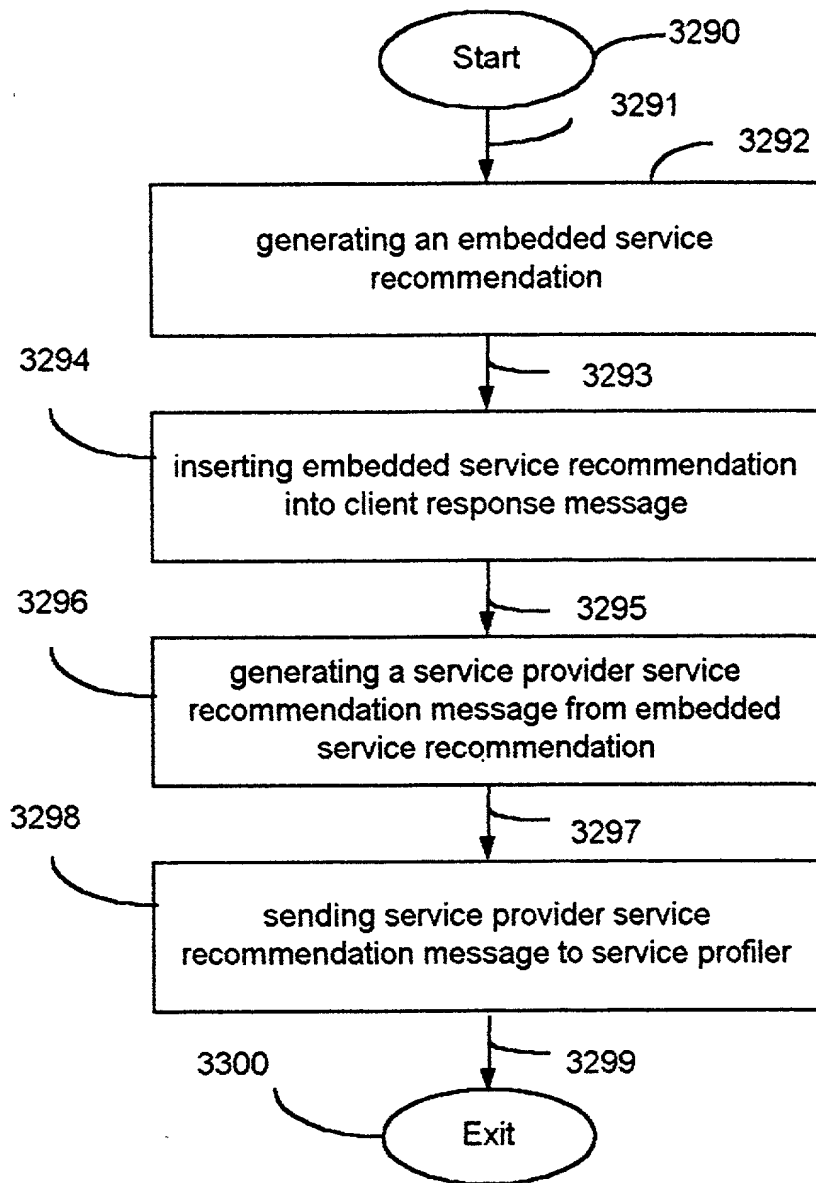 Start
3290
3291
3292
generating an embedded service
recommendation
3293
3294
inserting embedded service recommendation
into client response message
3295
3296
generating a service provider service
recommendation message from embedded
service recommendation
3297
3298
sending service provider service
recommendation message to service profiler
3299
3300
Exit